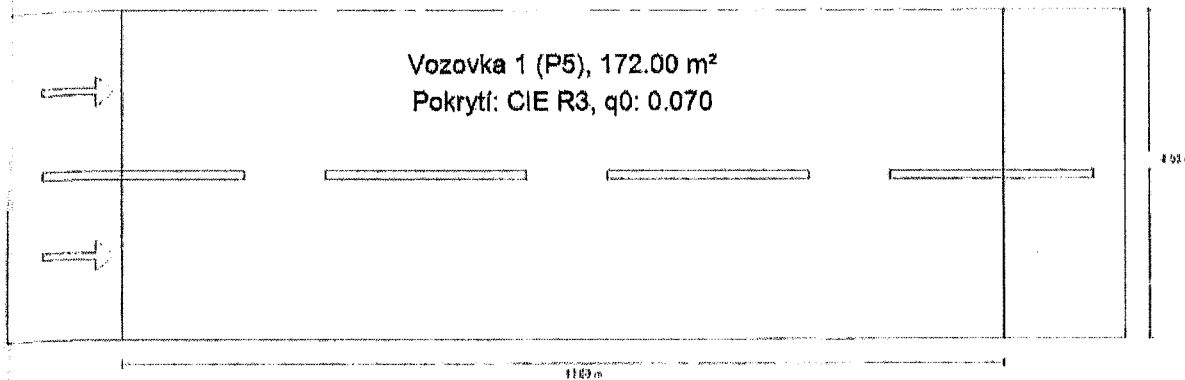 Vozovka 1 (P5), 172.00 m²
Pokrytí: CIE R3, q0: 0.070